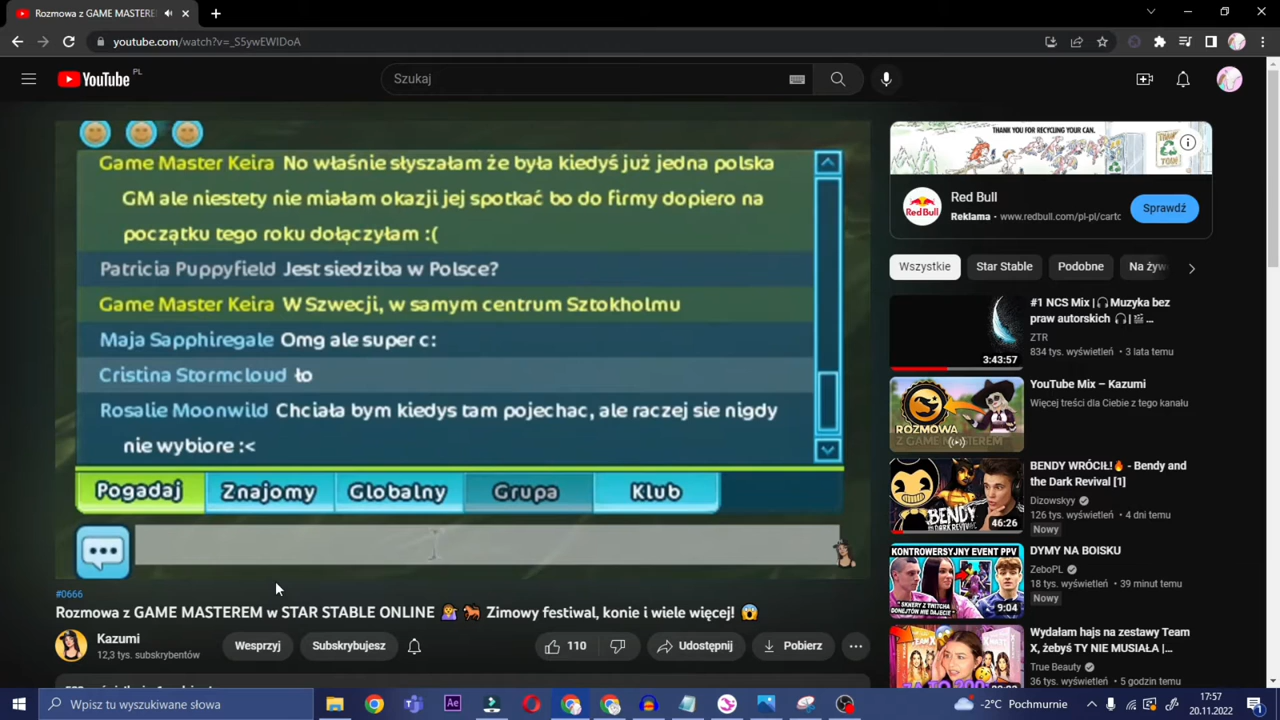 Rozmowa z GAME MASTERE
youtube.com/watch?v=_S5ywEWIDoA
YouTube PL
Szukaj
Game Master Keira No właśnie słyszałam że była kiedyś już jedna polska
GM ale niestety nie miałam okazji jej spotkać bo do firmy dopiero na
początku tego roku dołączyłam :(
Patricia Puppyfield Jest siedziba w Polsce?
Game Master Keira W Szwecji, w samym centrum Sztokholmu
Maja Sapphiregale Omg ale super c:
Cristina Stormcloud ło
Rosalie Moonwild Chciała bym kiedys tam pojechac, ale raczej sie nigdy
nie wybiore :<
Pogadaj Znajomy Globalny Grupa Klub
#0666
Rozmowa z GAME MASTEREM w STAR STABLE ONLINE Zimowy festiwal, konie i wiele więcej!
Kazumi
12,3 tys. subskrybentów
Wesprzyj
Subskrybujesz
110
Udostępnij
Pobierz
THANK YOU FOR RECYCLING YOUR CAN.
Red Bull
Red Bull
Reklama • www.redbull.com/pl-pl/cartc
Sprawdź
Wszystkie Star Stable Podobne Na żyw
#1 NCS Mix | Muzyka bez
praw autorskich | ...
ZTR
834 tys. wyświetleń • 3 lata temu
3:43:57
YouTube Mix – Kazumi
Więcej treści dla Ciebie z tego kanału
ROZMOWA
Z GAME MASTEREM
BENDY WRÓCIŁ! - Bendy and
the Dark Revival [1]
Dizowskyy
126 tys. wyświetleń • 4 dni temu
Nowy
BENDY
46:26
KONTROWERSYJNY EVENT PPV
DYMY NA BOISKU
ZeboPL
18 tys. wyświetleń • 39 minut temu
Nowy
9:04
Wydałam hajs na zestawy Team
X, żebyś TY NIE MUSIAŁA |...
True Beauty
36 tys. wyświetleń • 5 godzin temu
Wpisz tu wyszukiwane słowa
Ae
-2°C Pochmurnie
17:57
20.11.2022
1